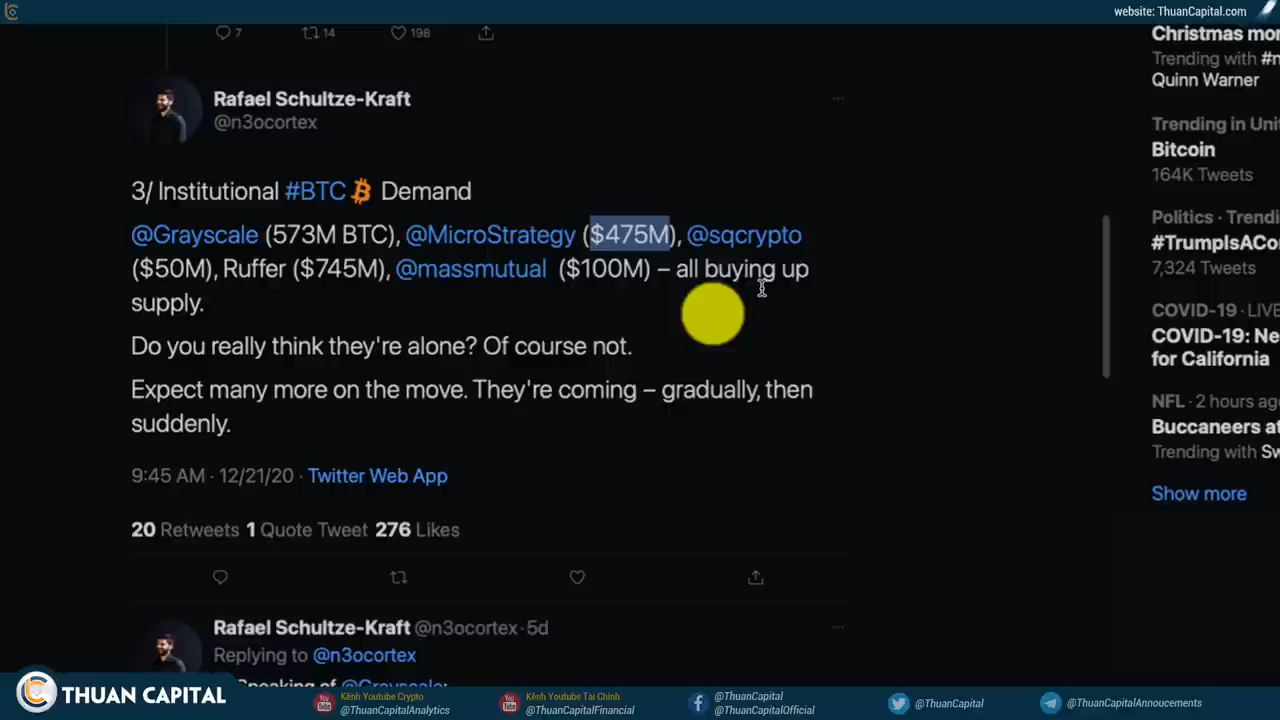 website: ThuanCapital.com
7 14 198
Rafael Schultze-Kraft
@n3ocortex
3/ Institutional #BTC Demand
@Grayscale (573M BTC), @MicroStrategy ($475M), @sqcrypto
($50M), Ruffer ($745M), @massmutual ($100M) – all buying up
supply.
Do you really think they're alone? Of course not.
Expect many more on the move. They're coming – gradually, then
suddenly.
9:45 AM · 12/21/20 · Twitter Web App
20 Retweets 1 Quote Tweet 276 Likes
Rafael Schultze-Kraft @n3ocortex · 5d
Replying to @n3ocortex
Speaking of @Grayscale:
Christmas mor
Trending with #n
Quinn Warner
Trending in Unit
Bitcoin
164K Tweets
Politics · Trendi
#TrumpIsACo
7,324 Tweets
COVID-19 · LIVE
COVID-19: Ne
for California
NFL · 2 hours ago
Buccaneers at
Trending with Sw
Show more
THUAN CAPITAL
Kênh Youtube Crypto
@ThuanCapitalAnalytics
Kênh Youtube Tài Chính
@ThuanCapitalFinancial
@ThuanCapital
@ThuanCapitalOfficial
@ThuanCapital
@ThuanCapitalAnnoucements